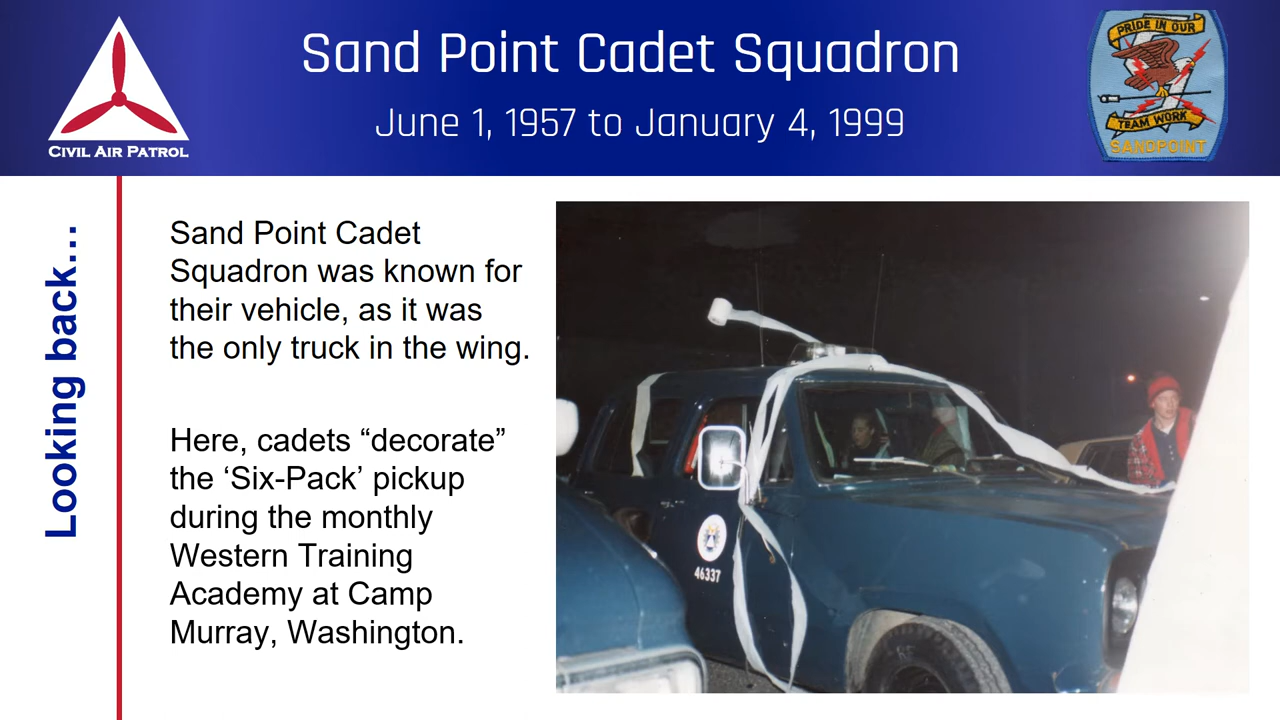 Sand Point Cadet Squadron
June 1, 1957 to January 4, 1999
CIVIL AIR PATROL
PRIDE IN OUR
TEAM WORK
SANDPOINT
Looking back...
Sand Point Cadet
Squadron was known for
their vehicle, as it was
the only truck in the wing.
Here, cadets “decorate”
the ‘Six-Pack’ pickup
during the monthly
Western Training
Academy at Camp
Murray, Washington.
46337